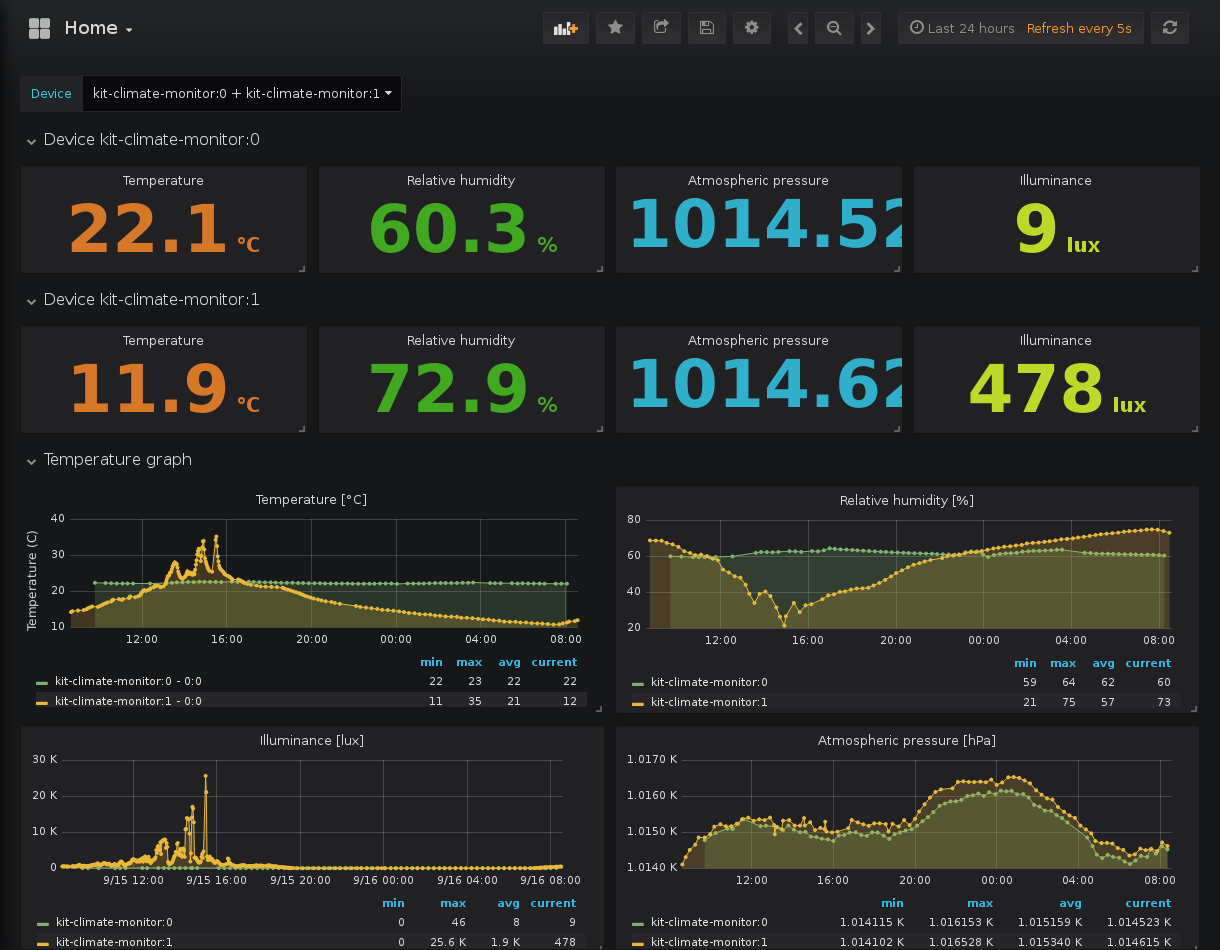 Home
Last 24 hours Refresh every 5s
Device kit-climate-monitor:0 + kit-climate-monitor:1
Device kit-climate-monitor:0
Temperature Relative humidity Atmospheric pressure Illuminance
22.1 °C 60.3 % 1014.52 9 lux
Device kit-climate-monitor:1
Temperature Relative humidity Atmospheric pressure Illuminance
11.9 °C 72.9 % 1014.62 478 lux
Temperature graph
Temperature [°C]
Temperature (C)
40
30
20
10
12:00 16:00 20:00 00:00 04:00 08:00
min max avg current
kit-climate-monitor:0 - 0:0 22 23 22 22
kit-climate-monitor:1 - 0:0 11 35 21 12
Relative humidity [%]
80
60
40
20
12:00 16:00 20:00 00:00 04:00 08:00
min max avg current
kit-climate-monitor:0 59 64 62 60
kit-climate-monitor:1 21 75 57 73
Illuminance [lux]
30 K
20 K
10 K
0
9/15 12:00 9/15 16:00 9/15 20:00 9/16 00:00 9/16 04:00 9/16 08:00
min max avg current
kit-climate-monitor:0 0 46 8 9
kit-climate-monitor:1 0 25.6 K 1.9 K 478
Atmospheric pressure [hPa]
1.0170 K
1.0160 K
1.0150 K
1.0140 K
12:00 16:00 20:00 00:00 04:00 08:00
min max avg current
kit-climate-monitor:0 1.014115 K 1.016153 K 1.015159 K 1.014523 K
kit-climate-monitor:1 1.014102 K 1.016528 K 1.015340 K 1.014615 K